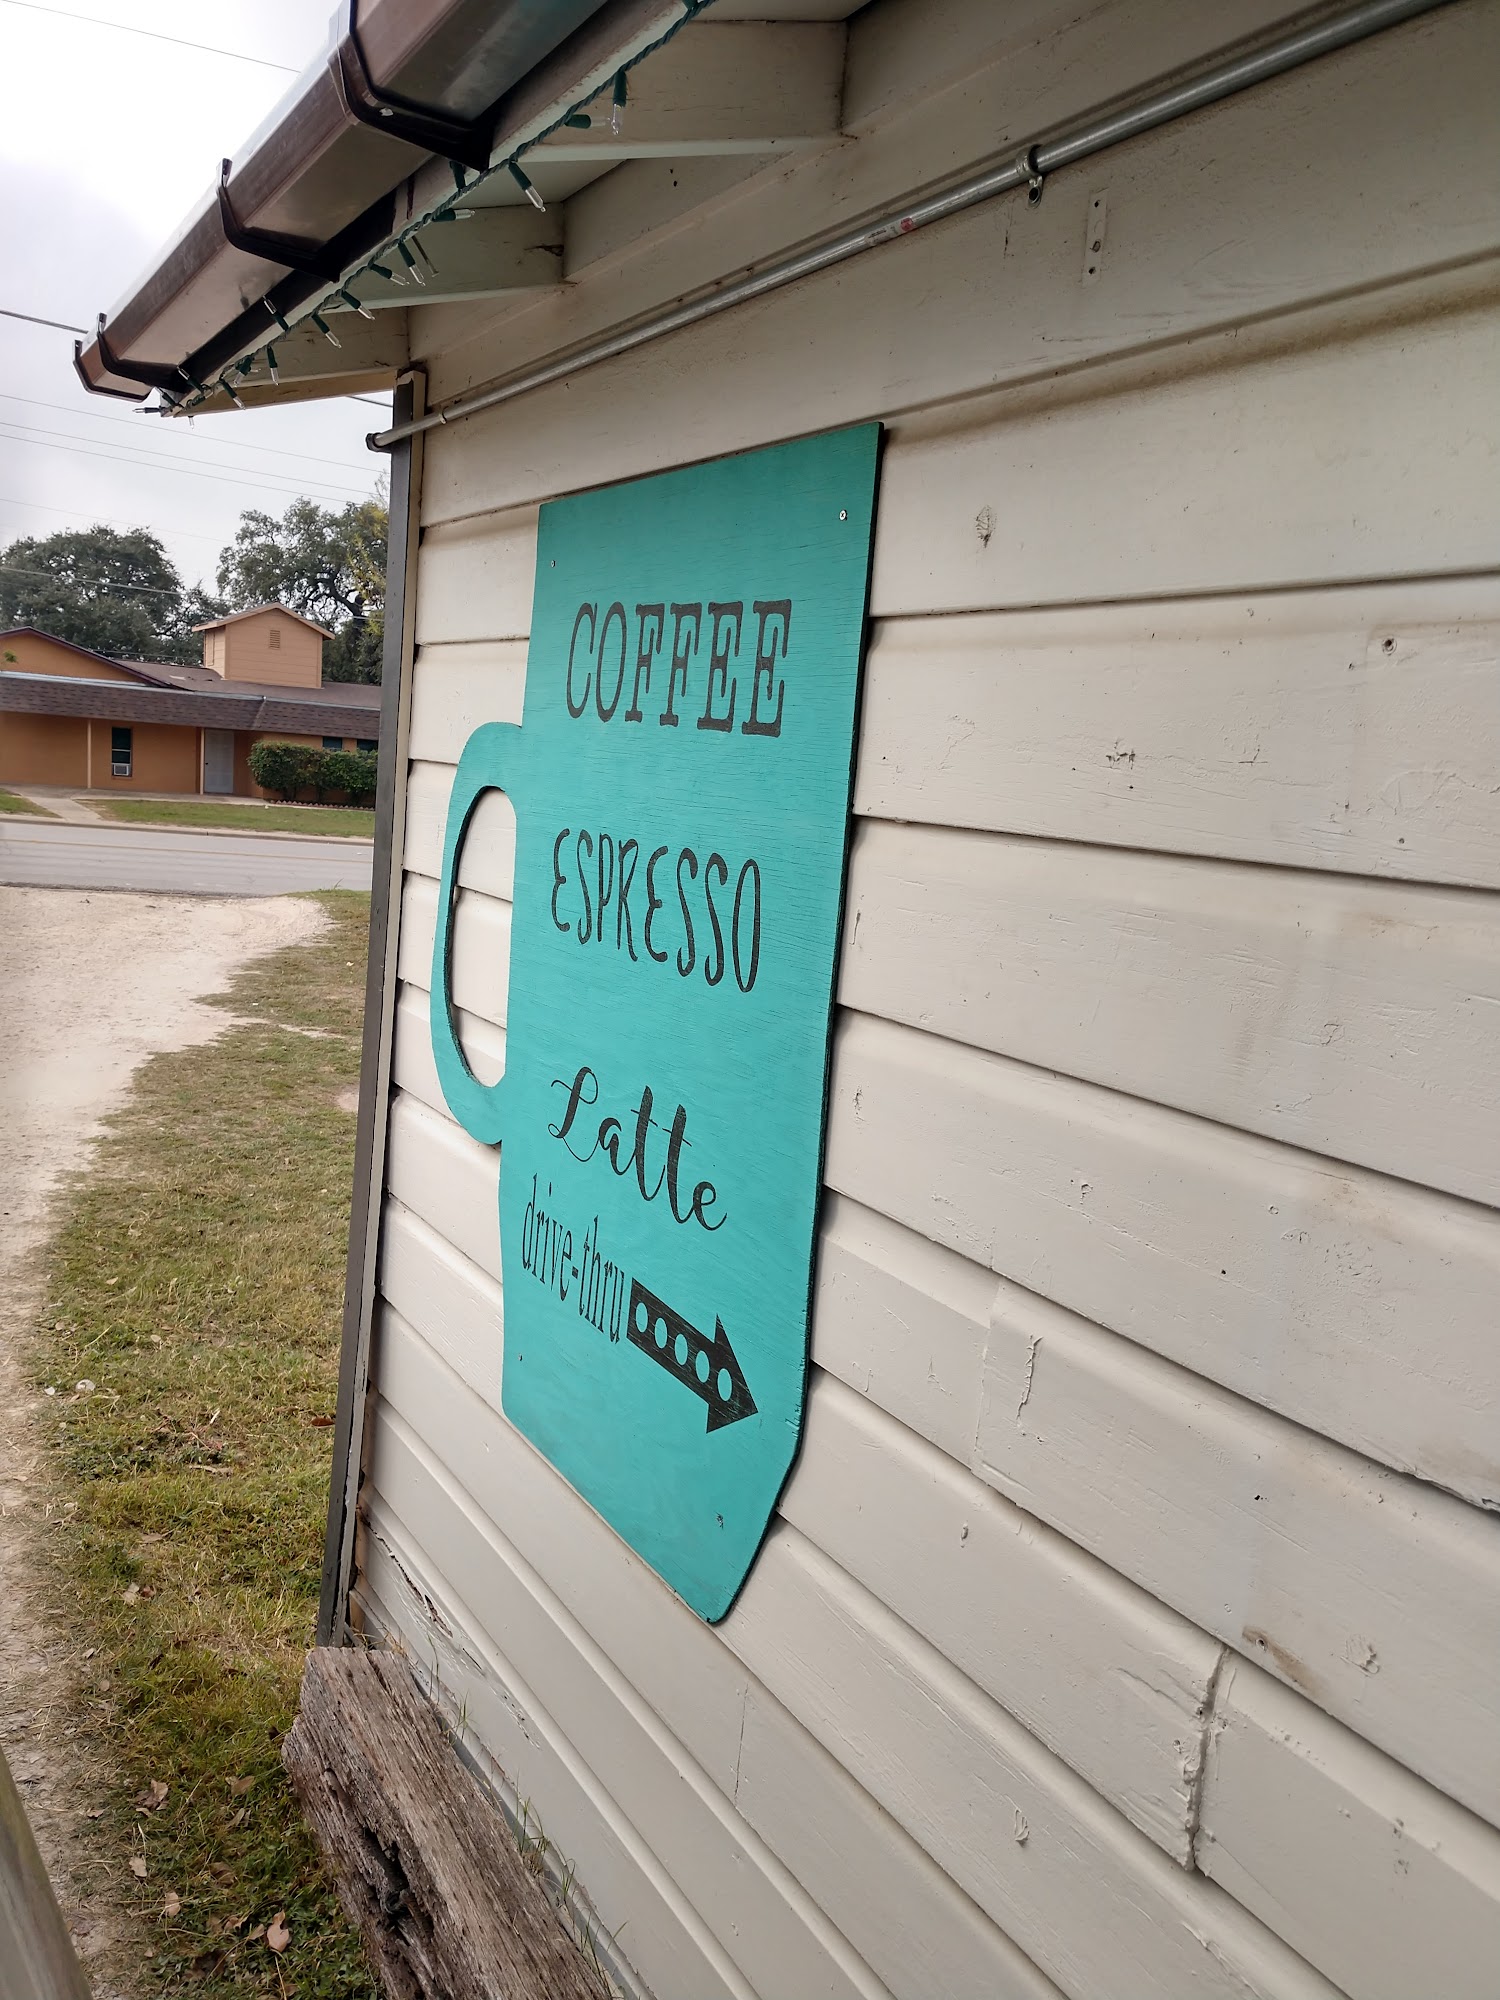 COFFEE
ESPRESSO
Latte
drive-thru